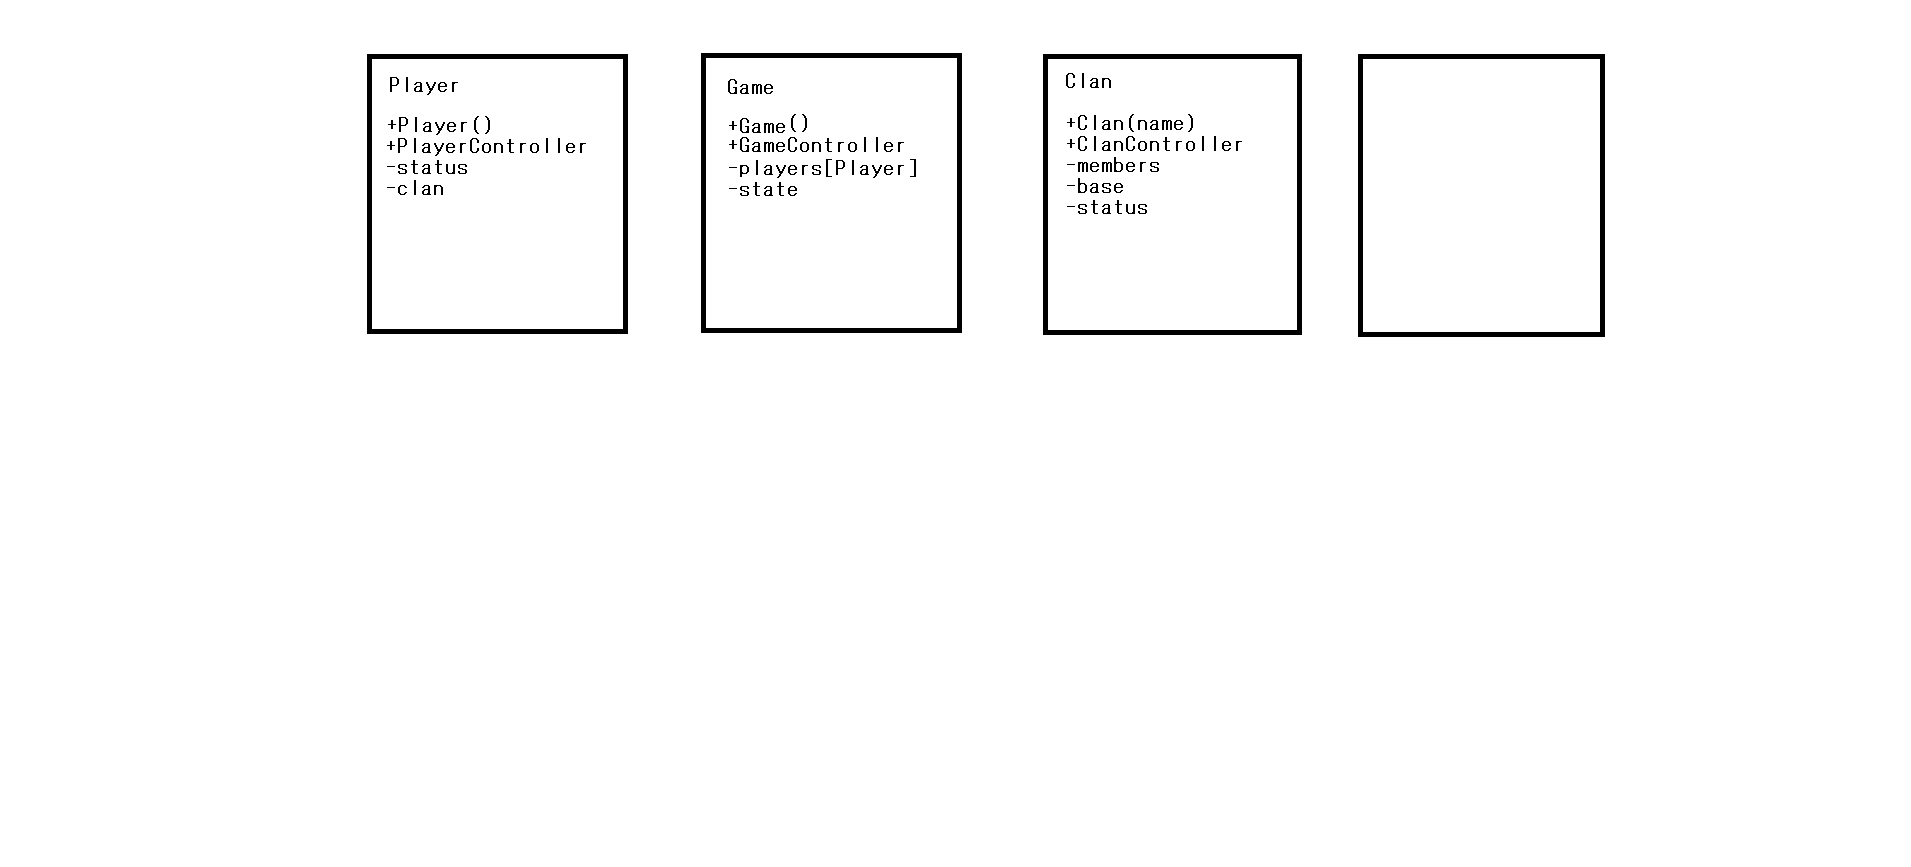 Player
+Player()
+PlayerController
-status
-clan
Game
+Game()
+GameController
-players[Player]
-state
Clan
+Clan(name)
+ClanController
-members
-base
-status